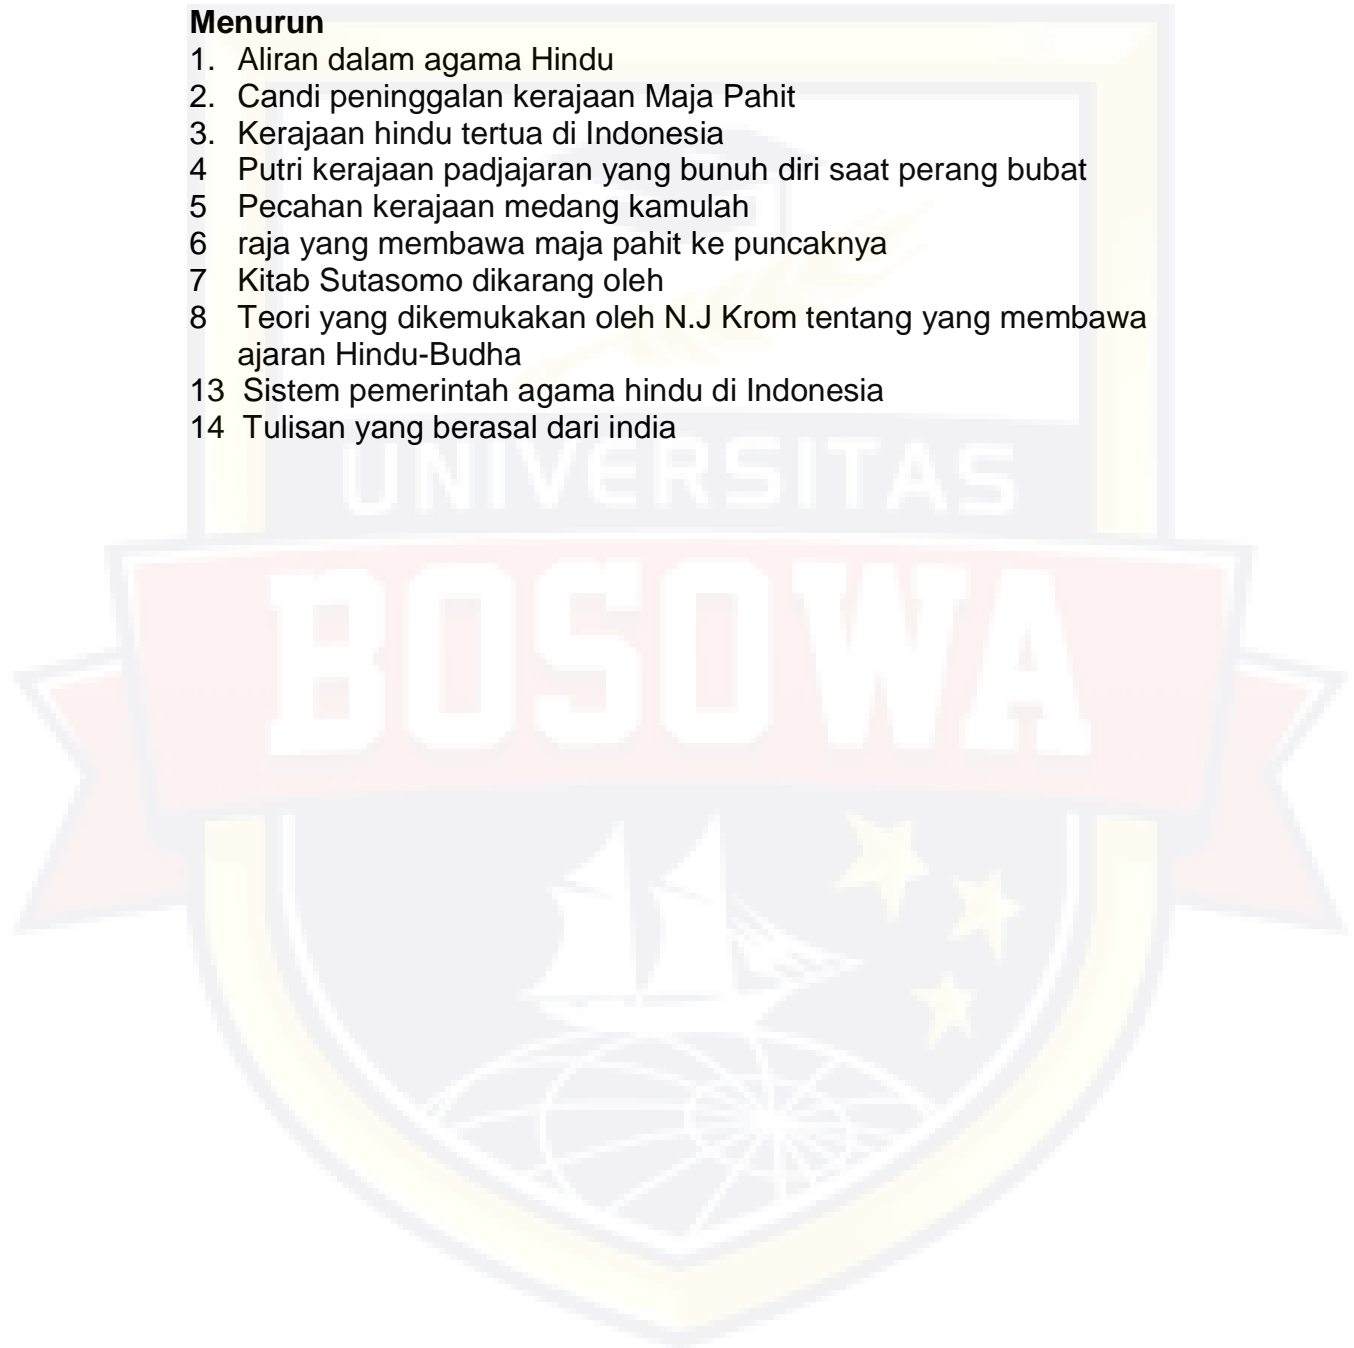 Menurun
1. Aliran dalam agama Hindu
2. Candi peninggalan kerajaan Maja Pahit
3. Kerajaan hindu tertua di Indonesia
4 Putri kerajaan padjajaran yang bunuh diri saat perang bubat
5 Pecahan kerajaan medang kamulah
6 raja yang membawa maja pahit ke puncaknya
7 Kitab Sutasomo dikarang oleh
8 Teori yang dikemukakan oleh N.J Krom tentang yang membawa
ajaran Hindu-Budha
13 Sistem pemerintah agama hindu di Indonesia
14 Tulisan yang berasal dari india
UNIVERSITAS
BOSOWA